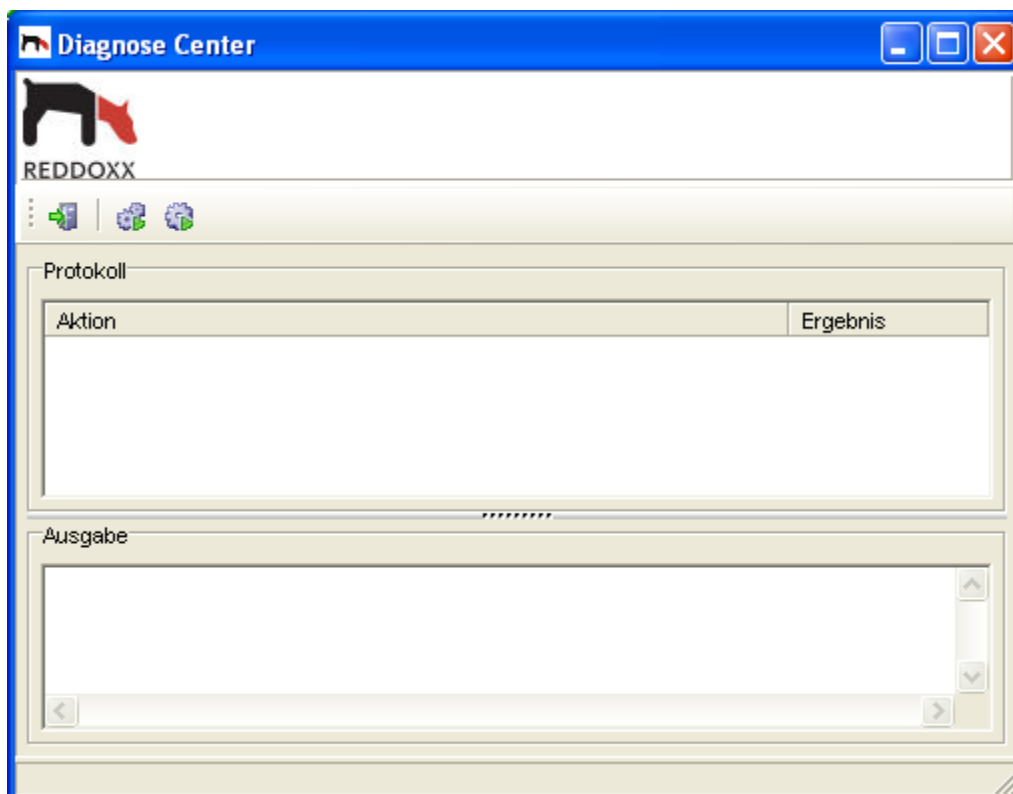 Diagnose Center
REDDOXX
Protokoll
Aktion Ergebnis
Ausgabe